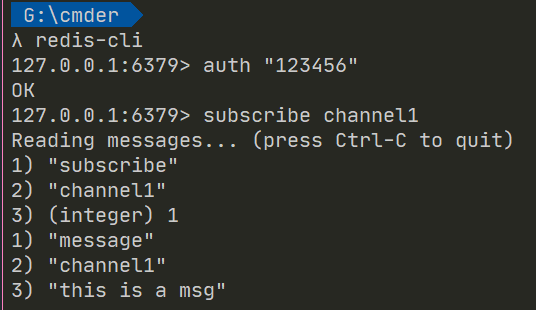 G:\cmder
λ redis-cli
127.0.0.1:6379> auth "123456"
OK
127.0.0.1:6379> subscribe channel1
Reading messages... (press Ctrl-C to quit)
1) "subscribe"
2) "channel1"
3) (integer) 1
1) "message"
2) "channel1"
3) "this is a msg"